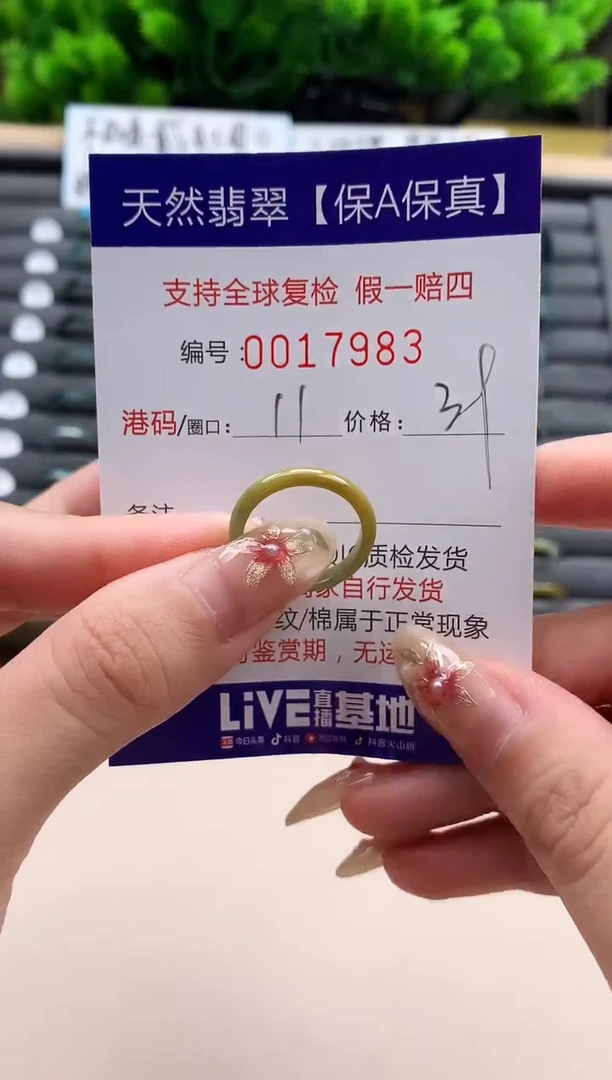 天然翡翠【保A保真】
支持全球复检 假一赔四
编号:0017983
港码/圈口: 11 价格:
备注
质检发货
家自行发货
纹/棉属于正常现象
鉴赏期,无运
LiVE直播基地
今日头条 抖音 抖音火山版